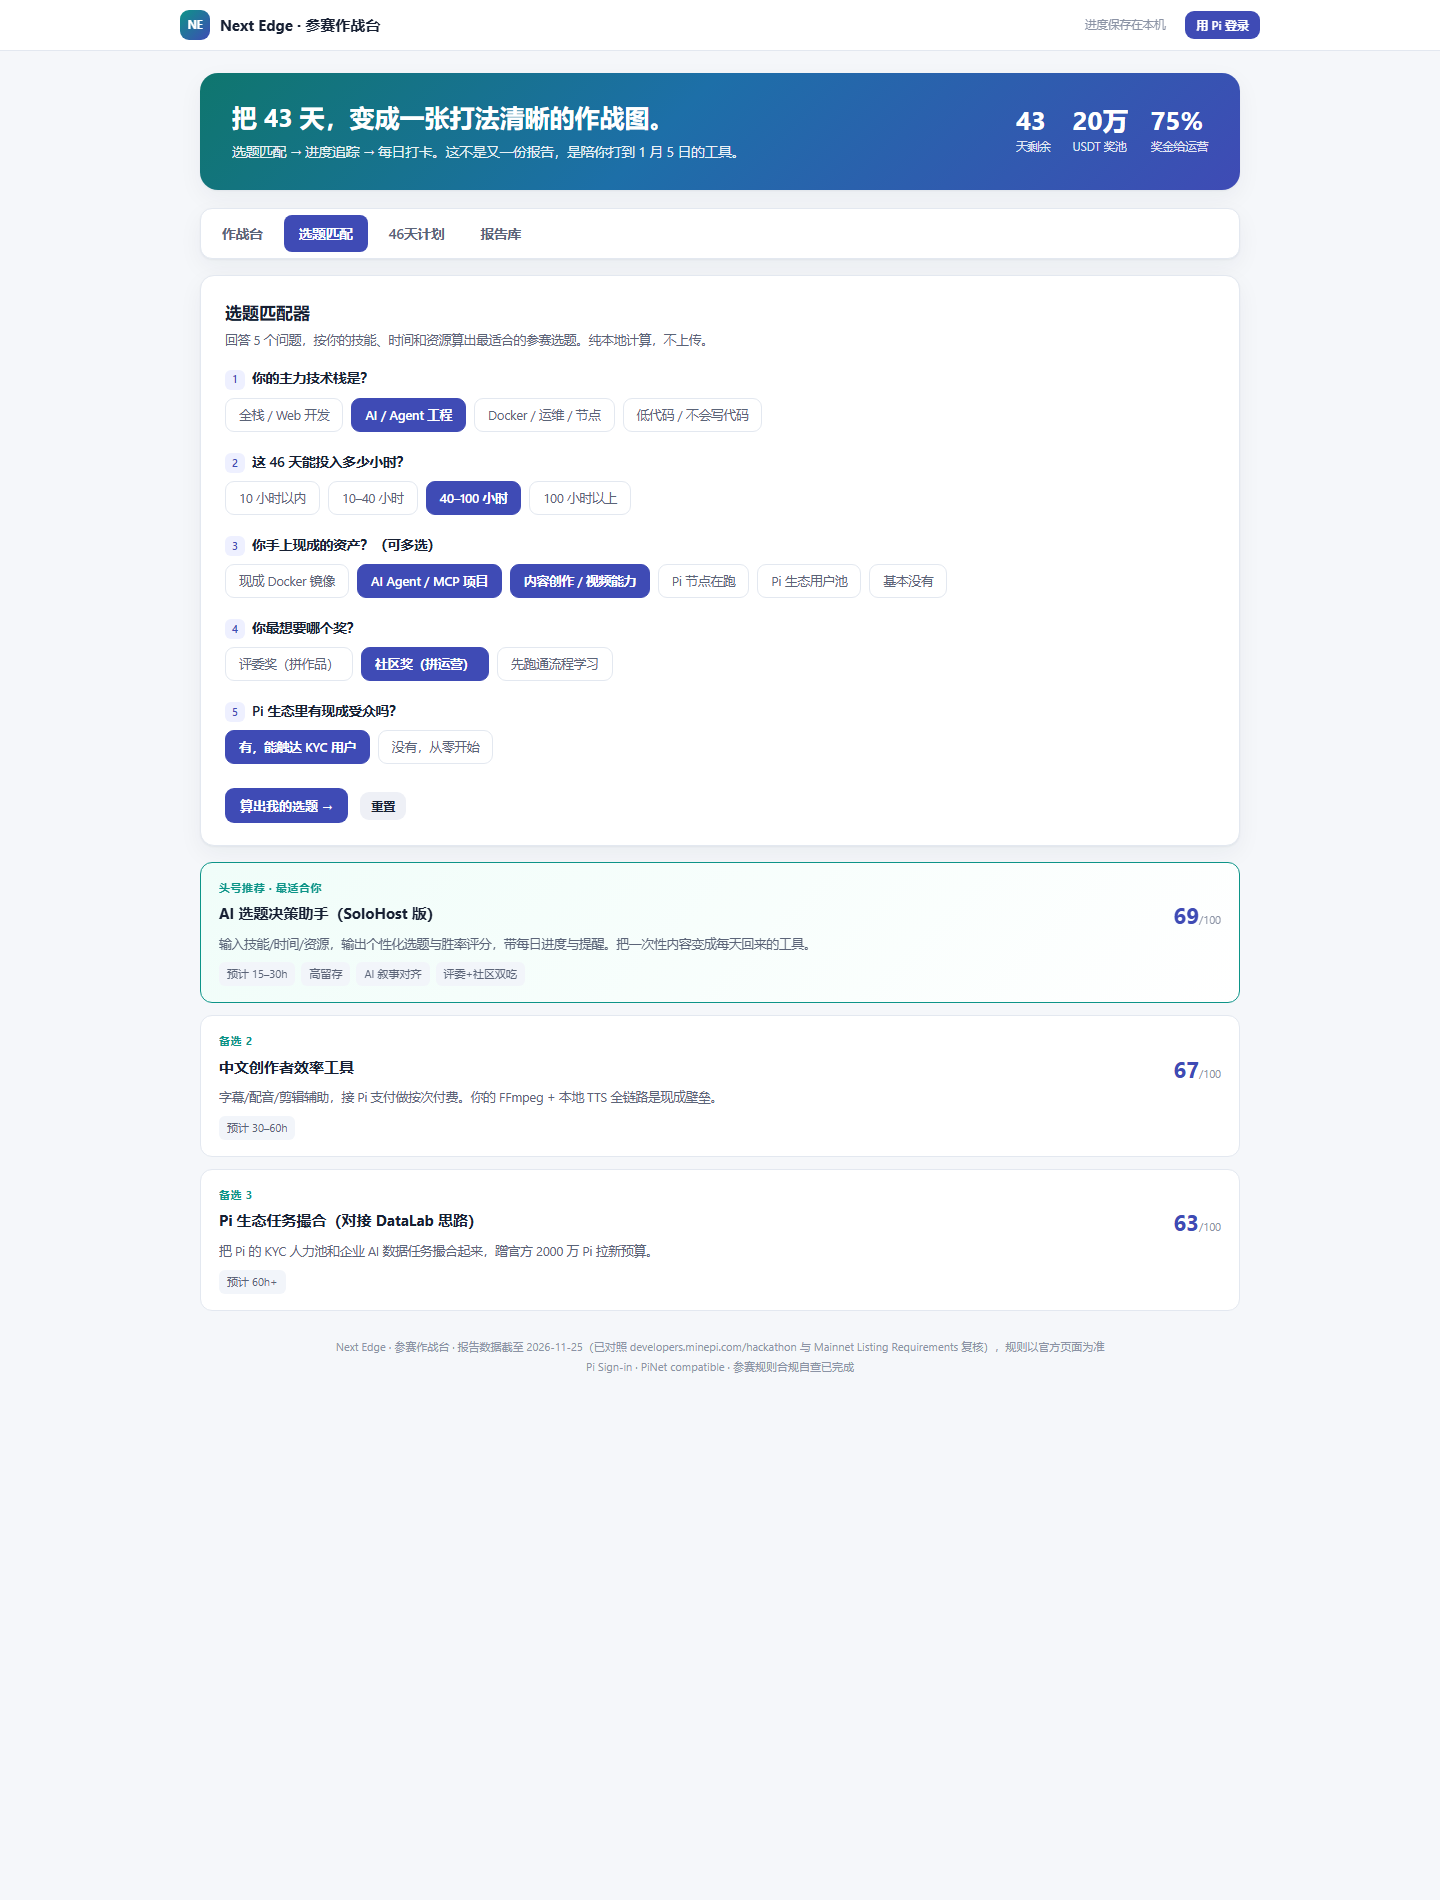 NE Next Edge · 参赛作战台 进度保存在本机 用 Pi 登录
把 43 天，变成一张打法清晰的作战图。
选题匹配 → 进度追踪 → 每日打卡。这不是又一份报告，是陪你打到 1 月 5 日的工具。
43 20万 75%
天剩余 USDT 奖池 奖金给运营
作战台 选题匹配 46天计划 报告库
选题匹配器
回答 5 个问题，按你的技能、时间和资源算出最适合的参赛选题。纯本地计算，不上传。
1 你的主力技术栈是？
全栈 / Web 开发 AI / Agent 工程 Docker / 运维 / 节点 低代码 / 不会写代码
2 这 46 天能投入多少小时？
10 小时以内 10–40 小时 40–100 小时 100 小时以上
3 你手上现成的资产？（可多选）
现成 Docker 镜像 AI Agent / MCP 项目 内容创作 / 视频能力 Pi 节点在跑 Pi 生态用户池 基本没有
4 你最想要哪个奖？
评委奖（拼作品） 社区奖（拼运营） 先跑通流程学习
5 Pi 生态里有现成受众吗？
有，能触达 KYC 用户 没有，从零开始
算出我的选题 → 重置
头号推荐 · 最适合你
AI 选题决策助手（SoloHost 版） 69/100
输入技能/时间/资源，输出个性化选题与胜率评分，带每日进度与提醒。把一次性内容变成每天回来的工具。
预计 15–30h 高留存 AI 叙事对齐 评委+社区双吃
备选 2
中文创作者效率工具 67/100
字幕/配音/剪辑辅助，接 Pi 支付做按次付费。你的 FFmpeg + 本地 TTS 全链路是现成壁垒。
预计 30–60h
备选 3
Pi 生态任务撮合（对接 DataLab 思路） 63/100
把 Pi 的 KYC 人力池和企业 AI 数据任务撮合起来，蹭官方 2000 万 Pi 拉新预算。
预计 60h+
Next Edge · 参赛作战台 · 报告数据截至 2026-11-25（已对照 developers.minepi.com/hackathon 与 Mainnet Listing Requirements 复核），规则以官方页面为准
Pi Sign-in · PiNet compatible · 参赛规则合规自查已完成